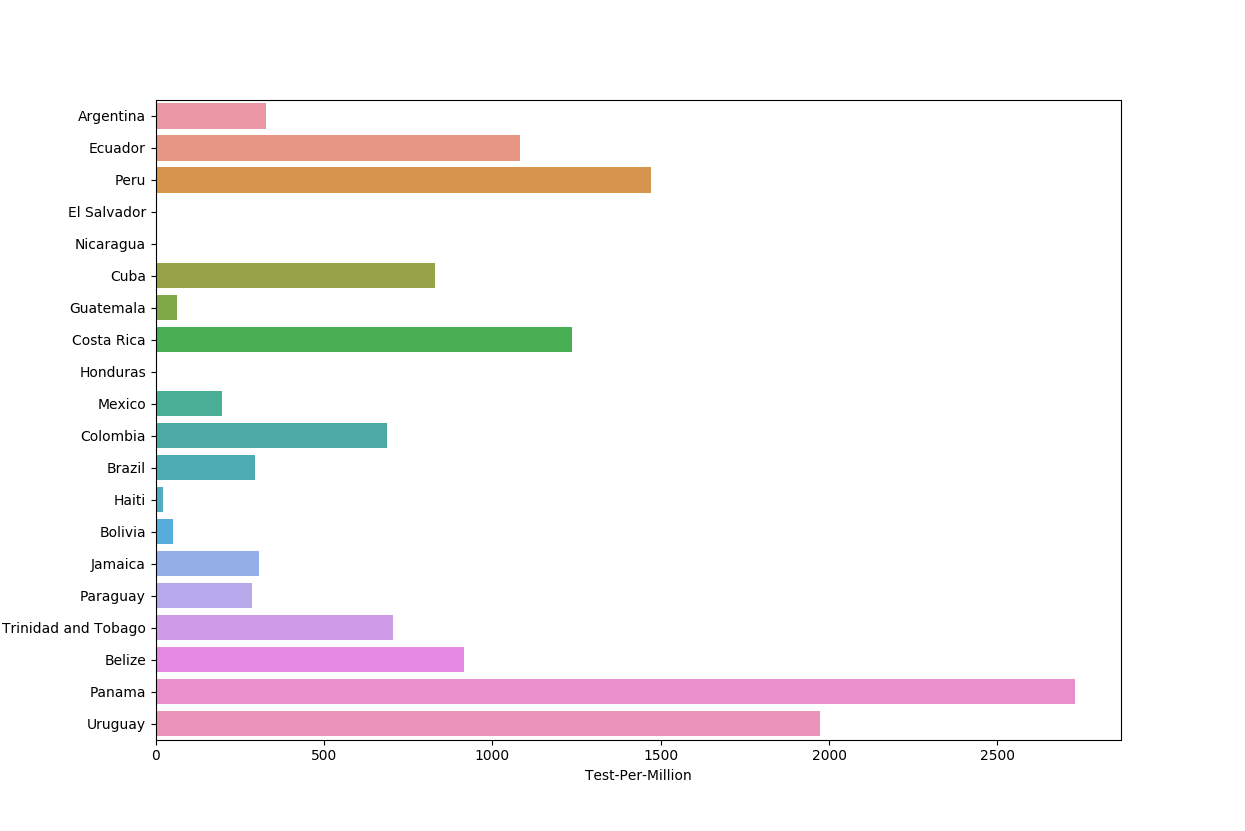 Argentina
Ecuador
Peru
El Salvador
Nicaragua
Cuba
Guatemala
Costa Rica
Honduras
Mexico
Colombia
Brazil
Haiti
Bolivia
Jamaica
Paraguay
Trinidad and Tobago
Belize
Panama
Uruguay
0 500 1000 1500 2000 2500
Test-Per-Million